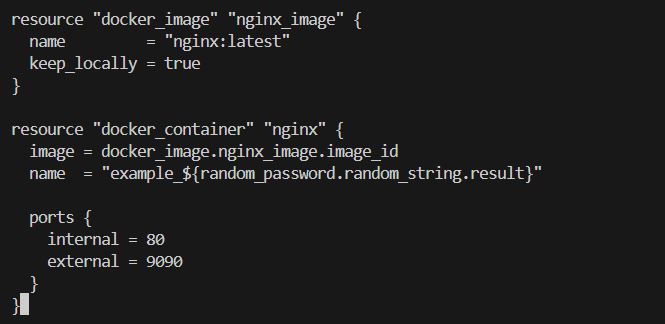 resource "docker_image" "nginx_image" {
  name         = "nginx:latest"
  keep_locally = true
}

resource "docker_container" "nginx" {
  image = docker_image.nginx_image.image_id
  name  = "example_${random_password.random_string.result}"

  ports {
    internal = 80
    external = 9090
  }
}